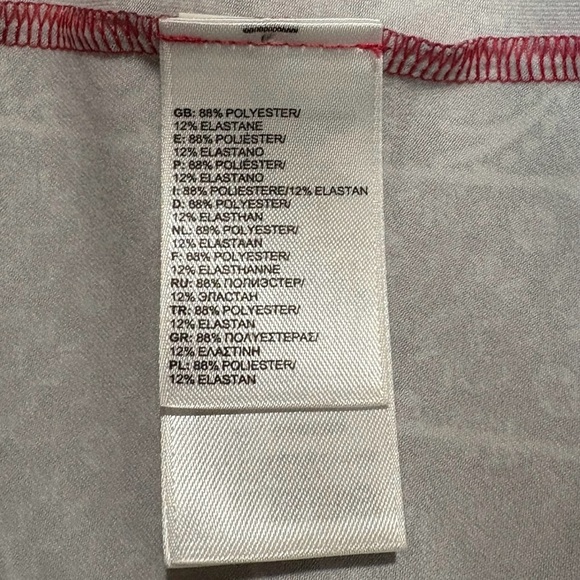 GB: 88% POLYESTER/
12% ELASTANE
E: 88% POLIÉSTER/
12% ELASTANO
P: 88% POLIÉSTER/
12% ELASTANO
I: 88% POLIESTERE/12% ELASTAN
D: 88% POLYESTER/
12% ELASTHAN
NL: 88% POLYESTER/
12% ELASTAAN
F: 88% POLYESTER/
12% ELASTHANNE
RU: 88% ПОЛИЭСТЕР/
12% ЭЛАСТАН
TR: 88% POLYESTER/
12% ELASTAN
GR: 88% ΠΟΛΥΕΣΤΕΡΑΣ/
12% ΕΛΑΣΤΙΝΗ
PL: 88% POLIESTER/
12% ELASTAN